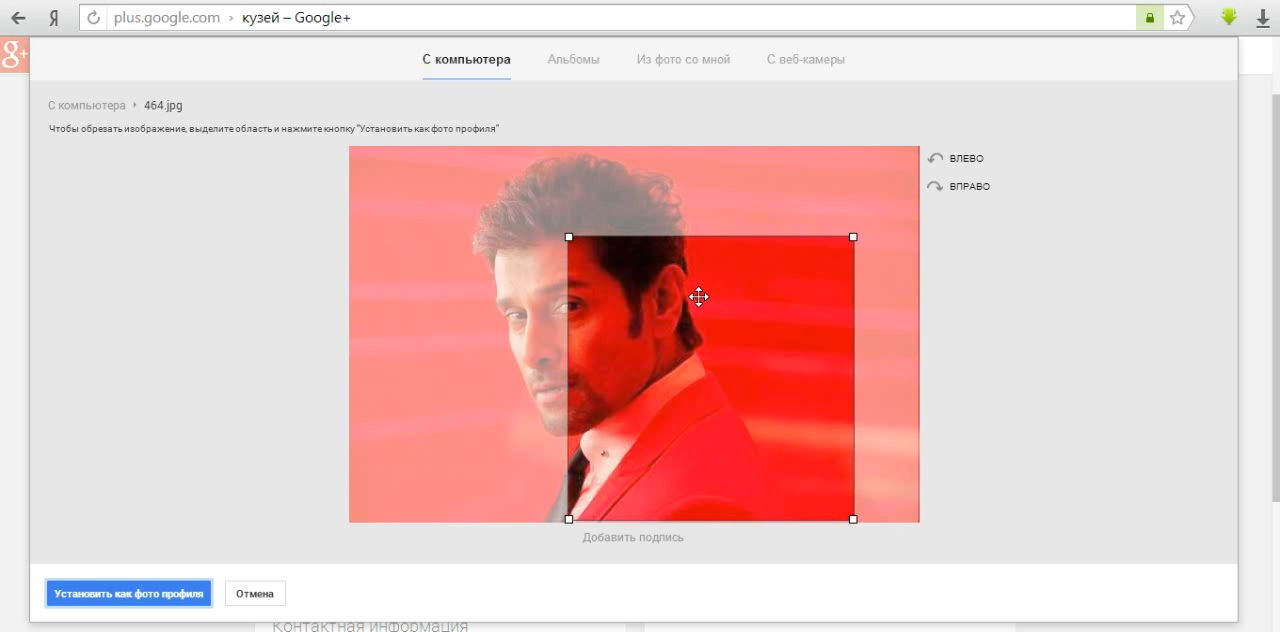 Я plus.google.com › кузей – Google+
g+
С компьютера Альбомы Из фото со мной С веб-камеры
С компьютера 464.jpg
Чтобы обрезать изображение, выделите область и нажмите кнопку "Установить как фото профиля"
ВЛЕВО
ВПРАВО
Добавить подпись
Установить как фото профиля Отмена
Контактная информация